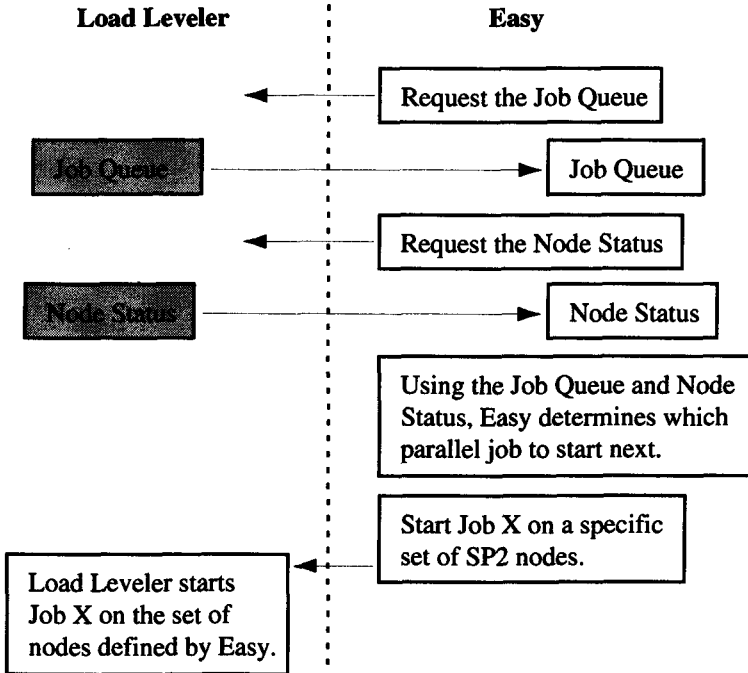 Load Leveler
Easy
Request the Job Queue
Job Queue
Job Queue
Request the Node Status
Node Status
Node Status
Using the Job Queue and Node
Status, Easy determines which
parallel job to start next.
Start Job X on a specific
set of SP2 nodes.
Load Leveler starts
Job X on the set of
nodes defined by Easy.